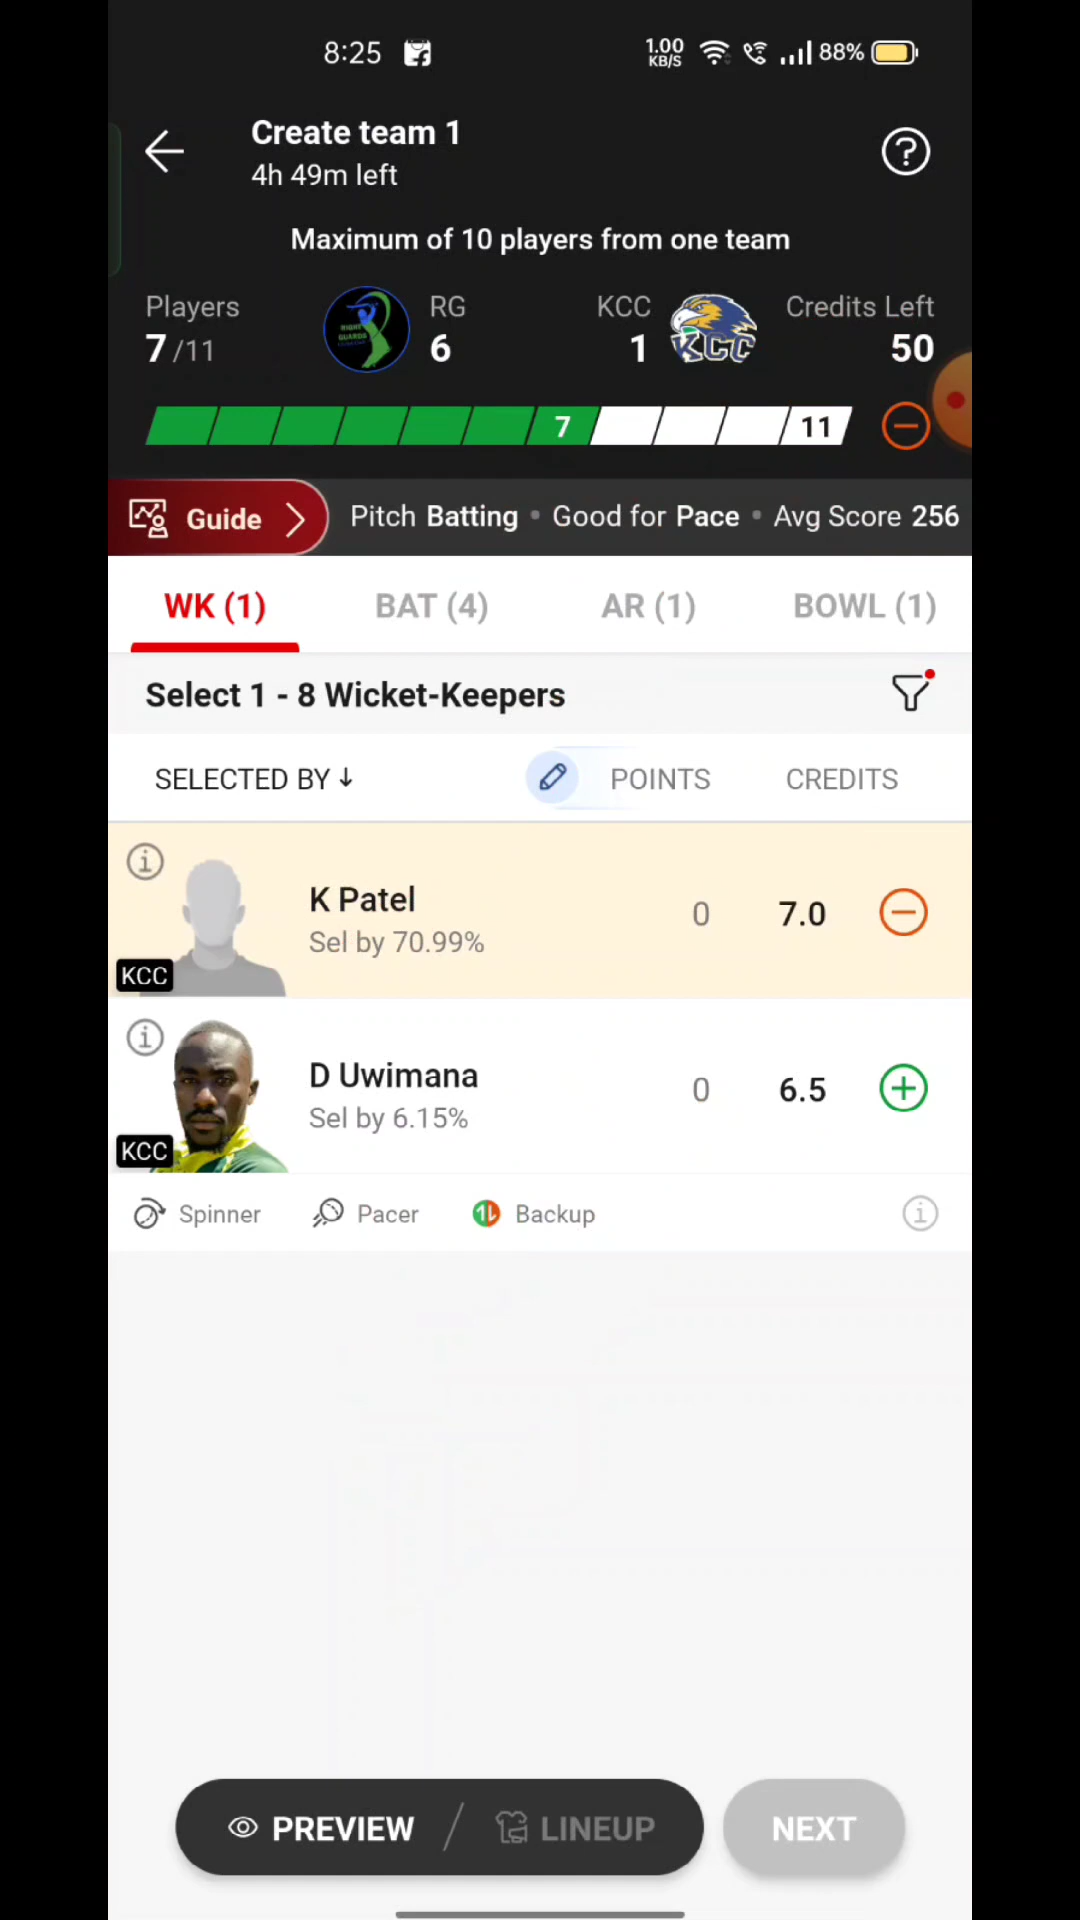 8:25
1.00
KB/S
88%
Create team 1
4h 49m left
Maximum of 10 players from one team
Players
7/11
RG
6
KCC
1
KCC
Credits Left
50
7
11
Guide
Pitch Batting • Good for Pace • Avg Score 256
WK (1)
BAT (4)
AR (1)
BOWL (1)
Select 1 - 8 Wicket-Keepers
SELECTED BY ↓
POINTS
CREDITS
K Patel
Sel by 70.99%
0
7.0
KCC
D Uwimana
Sel by 6.15%
0
6.5
KCC
Spinner
Pacer
Backup
PREVIEW
LINEUP
NEXT